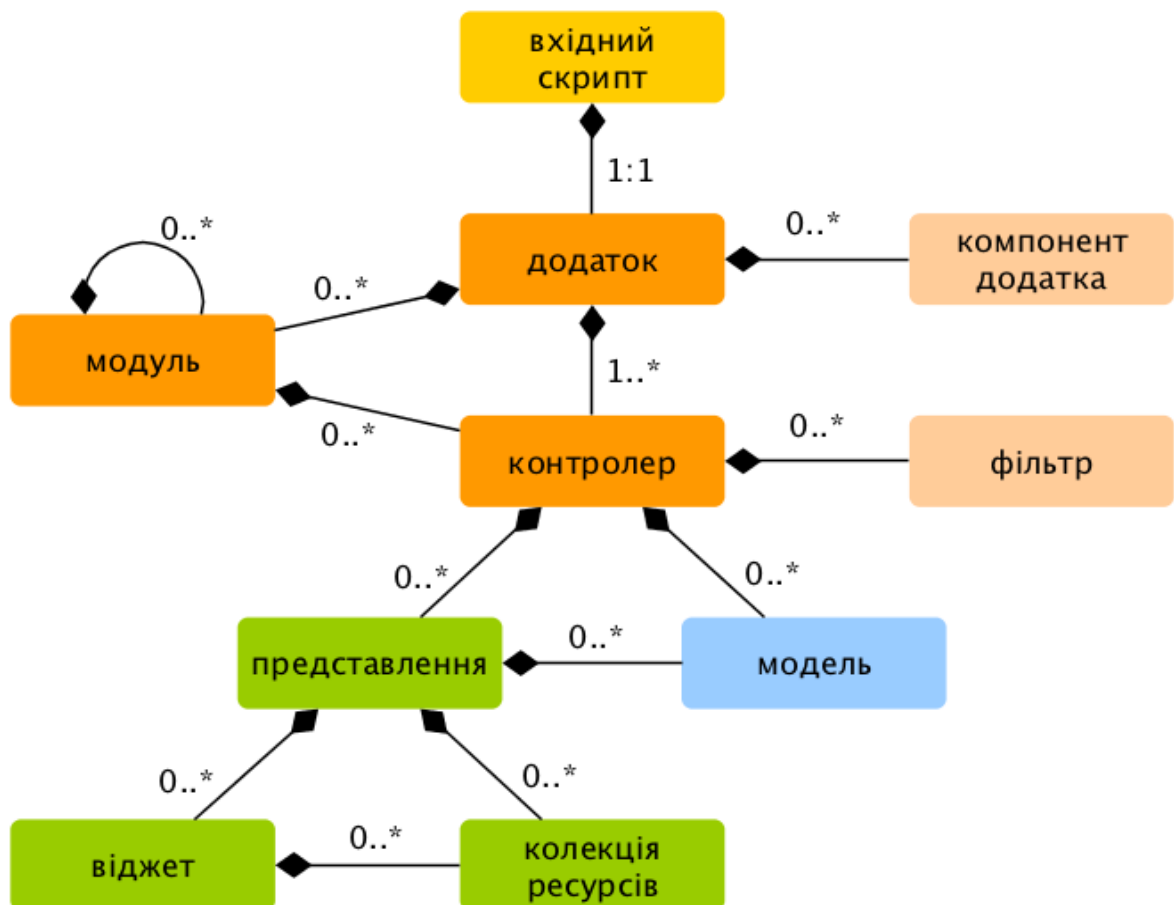 вхідний
скрипт
1:1
0..*
додаток
0..*
компонент
додатка
0..*
модуль
1..*
0..*
контролер
0..*
фільтр
0..*
0..*
представлення
0..*
модель
0..*
0..*
віджет
0..*
колекція
ресурсів